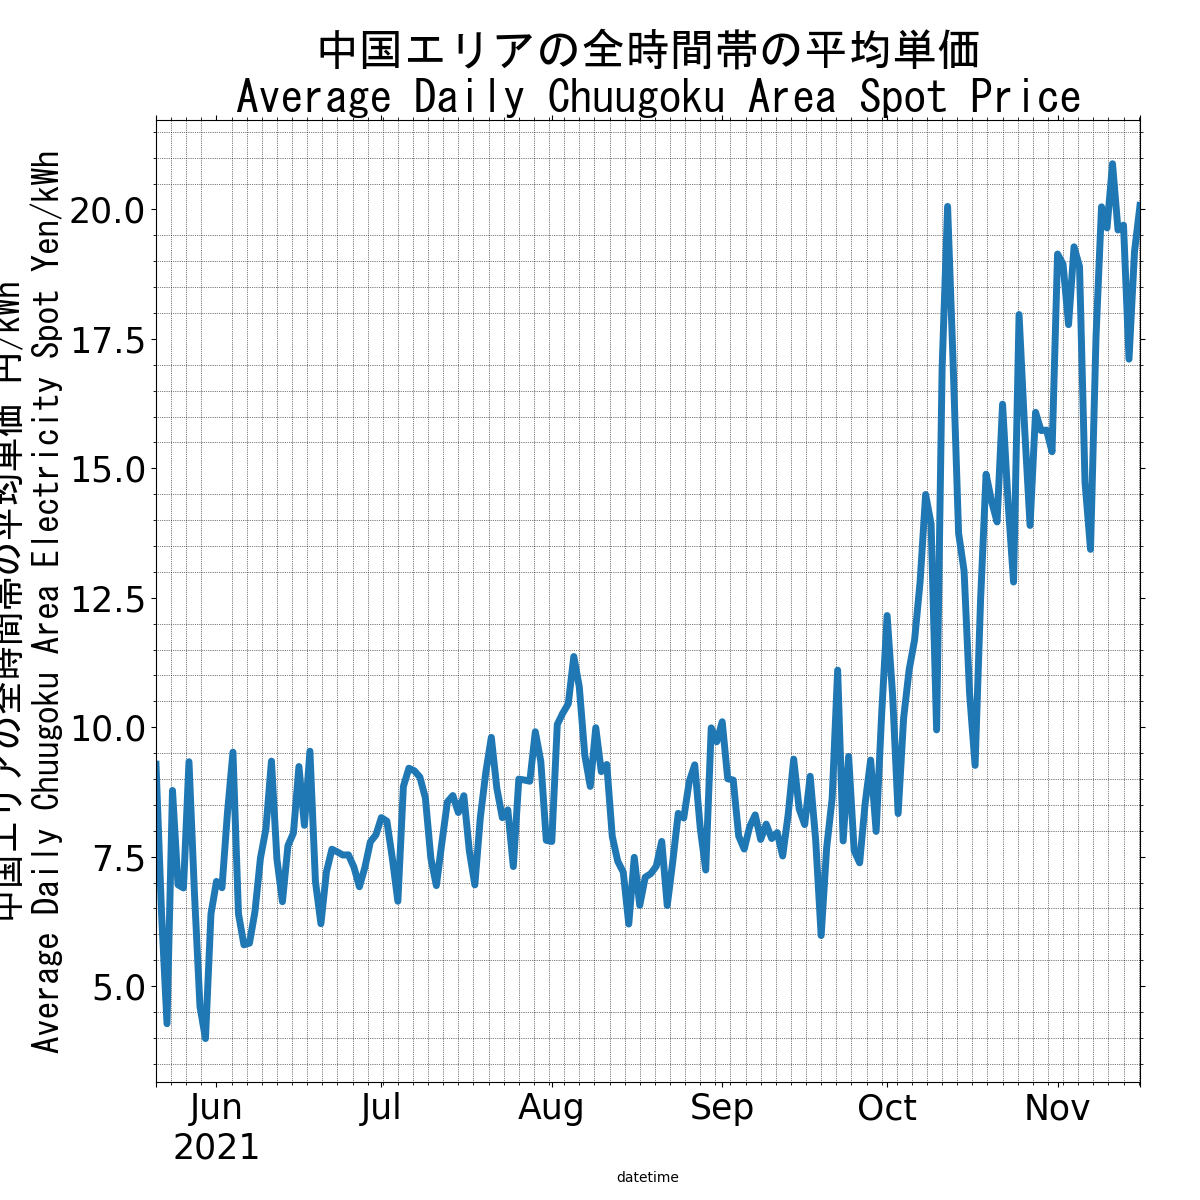 中国エリアの全時間帯の平均単価
Average Daily Chuugoku Area Spot Price
中国エリアの全時間帯の平均単価 円/kWh
Average Daily Chuugoku Area Electricity Spot Yen/kWh
20.0
17.5
15.0
12.5
10.0
7.5
5.0
Jun Jul Aug Sep Oct Nov
2021
datetime